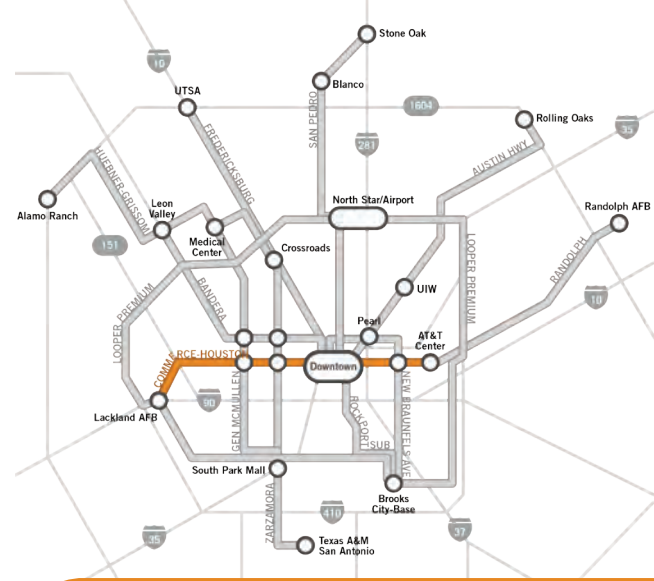 Stone Oak
10
Blanco
UTSA
1604
Rolling Oaks
SAN PEDRO
FREDERICKSBURG
35
281
AUSTIN HWY
HUEBNER-GRISSOM
Leon
Valley
North Star/Airport
Randolph AFB
Alamo Ranch
Medical
Center
151
Crossroads
LOOPER PREMIUM
RANDOLPH
UIW
10
BANDERA
LOOPER PREMIUM
Pearl
AT&T
Center
COMMERCE-HOUSTON
Downtown
90
Lackland AFB
GEN MCMULLEN
ROCKPORT/
SUB
NEW BRAUNFELS AVE
South Park Mall
Brooks
City-Base
ZARZAMORA
410
37
35
Texas A&M
San Antonio